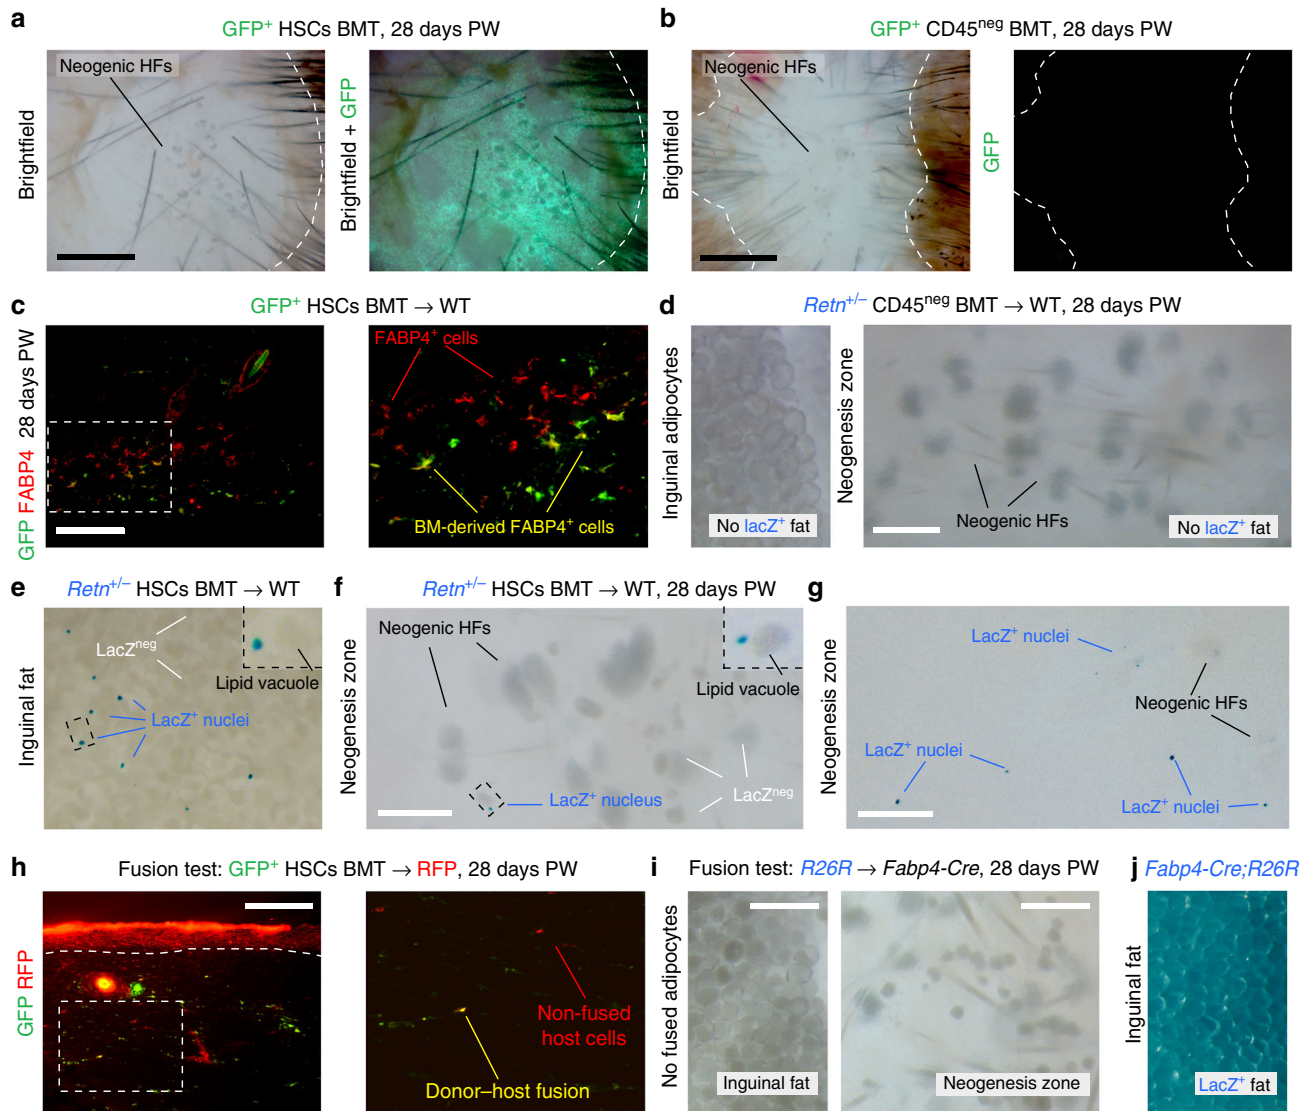 a
GFP⁺ HSCs BMT, 28 days PW
Brightfield
Neogenic HFs
Brightfield + GFP
b
GFP⁺ CD45ⁿᵉᵍ BMT, 28 days PW
Brightfield
Neogenic HFs
GFP
c
GFP⁺ HSCs BMT → WT
GFP FABP4 28 days PW
FABP4⁺ cells
BM-derived FABP4⁺ cells
d
Retn⁺/⁻ CD45ⁿᵉᵍ BMT → WT, 28 days PW
Inguinal adipocytes
No lacZ⁺ fat
Neogenesis zone
Neogenic HFs
No lacZ⁺ fat
e
Retn⁺/⁻ HSCs BMT → WT
Inguinal fat
LacZⁿᵉᵍ
Lipid vacuole
LacZ⁺ nuclei
f
Retn⁺/⁻ HSCs BMT → WT, 28 days PW
Neogenesis zone
Neogenic HFs
Lipid vacuole
LacZ⁺ nucleus
LacZⁿᵉᵍ
g
Neogenesis zone
LacZ⁺ nuclei
Neogenic HFs
LacZ⁺ nuclei
LacZ⁺ nuclei
h
Fusion test: GFP⁺ HSCs BMT → RFP, 28 days PW
GFP RFP
Non-fused
host cells
Donor–host fusion
i
Fusion test: R26R → Fabp4-Cre, 28 days PW
No fused adipocytes
Inguinal fat
Neogenesis zone
j
Fabp4-Cre;R26R
Inguinal fat
LacZ⁺ fat